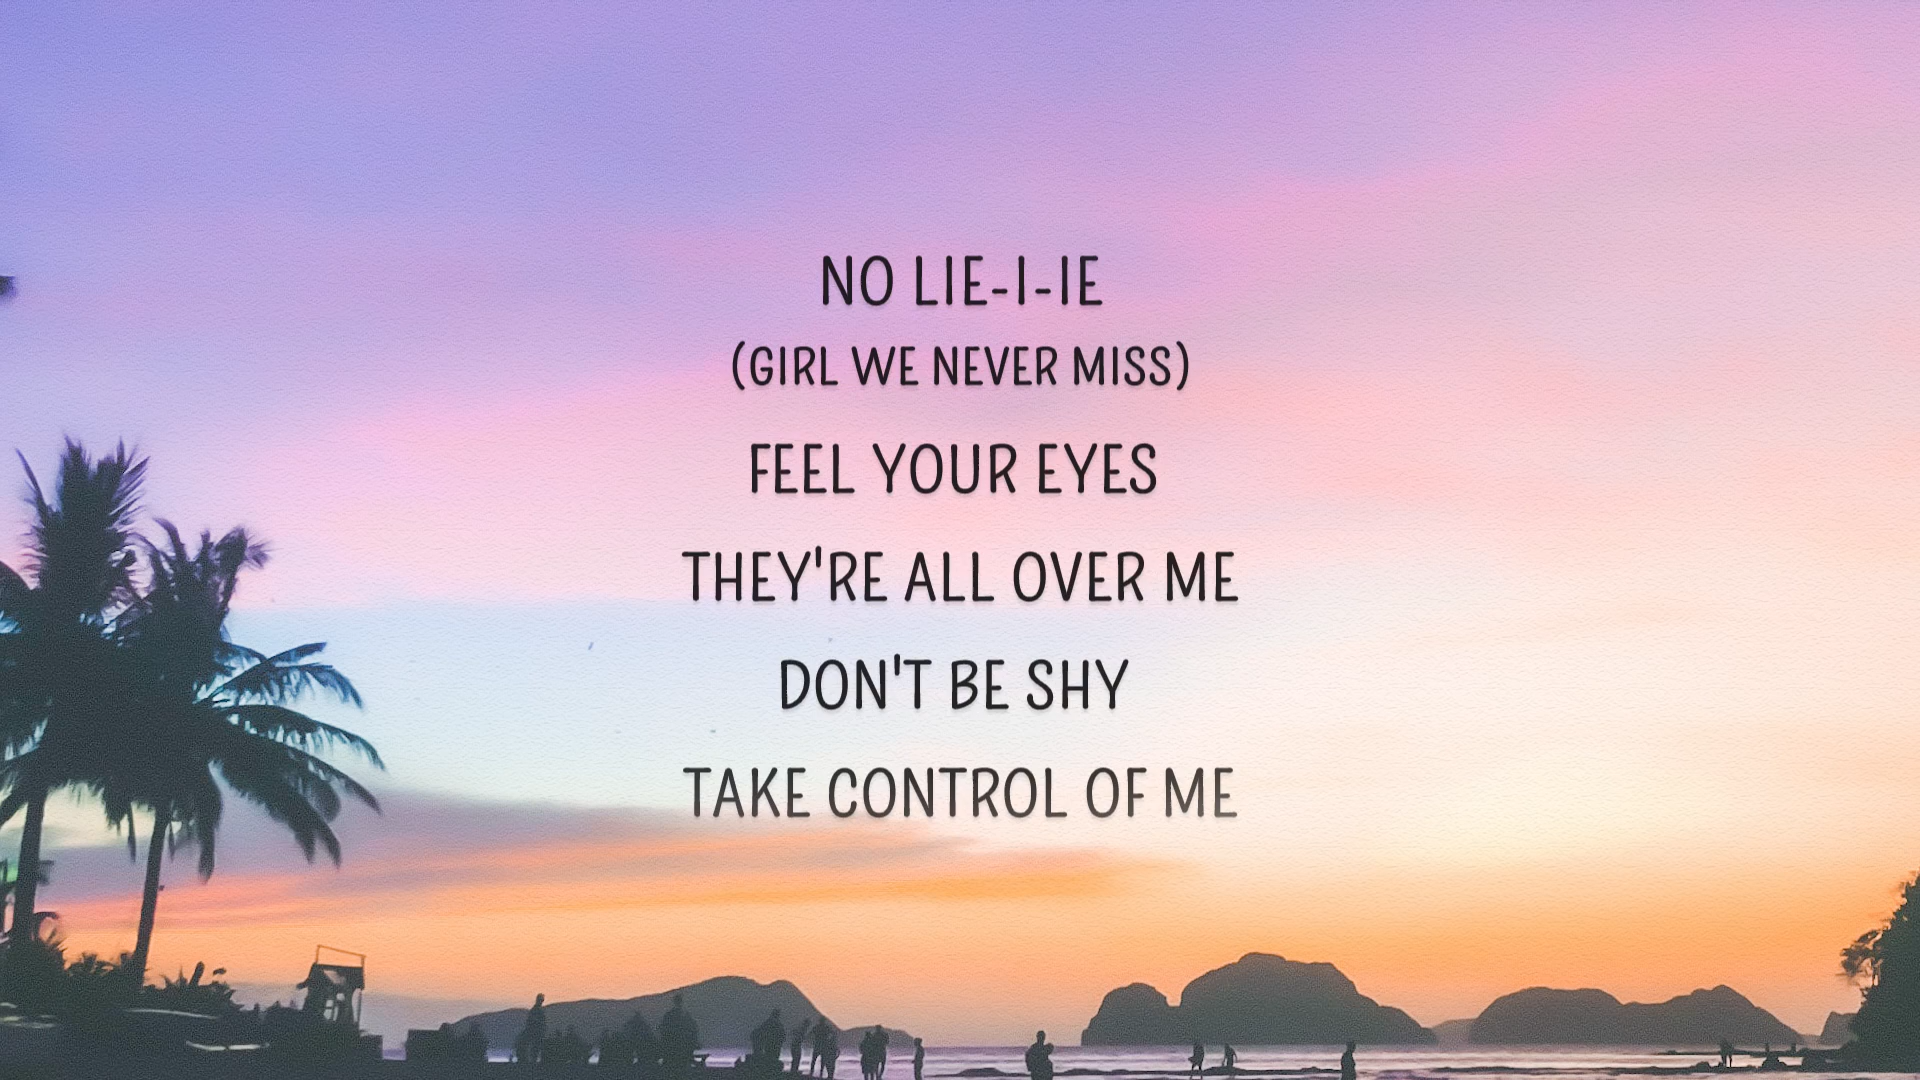 NO LIE-I-IE
(GIRL WE NEVER MISS)
FEEL YOUR EYES
THEY'RE ALL OVER ME
DON'T BE SHY
TAKE CONTROL OF ME